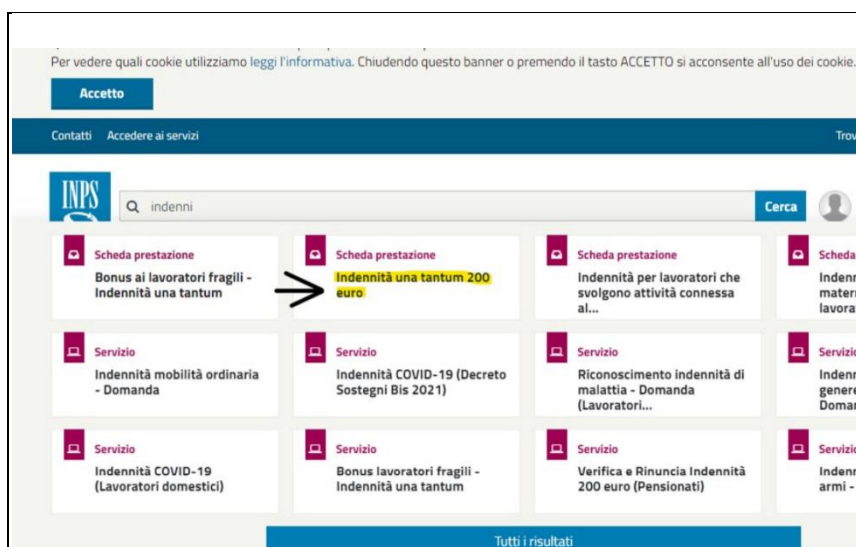 Per vedere quali cookie utilizziamo leggi l'informativa. Chiudendo questo banner o premendo il tasto ACCETTO si acconsente all'uso dei cookie.
Accetto
Contatti Accedere ai servizi
INPS
indenni
Cerca
Scheda prestazione
Bonus ai lavoratori fragili -
Indennità una tantum
Scheda prestazione
Indennità una tantum 200
euro
Scheda prestazione
Indennità per lavoratori che
svolgono attività connessa
al...
Scheda
Servizio
Indennità mobilità ordinaria
- Domanda
Servizio
Indennità COVID-19 (Decreto
Sostegni Bis 2021)
Servizio
Riconoscimento indennità di
malattia - Domanda
(Lavoratori...
Servizio
Indennità COVID-19
(Lavoratori domestici)
Servizio
Bonus lavoratori fragili -
Indennità una tantum
Servizio
Verifica e Rinuncia Indennità
200 euro (Pensionati)
armi -
Tutti i risultati